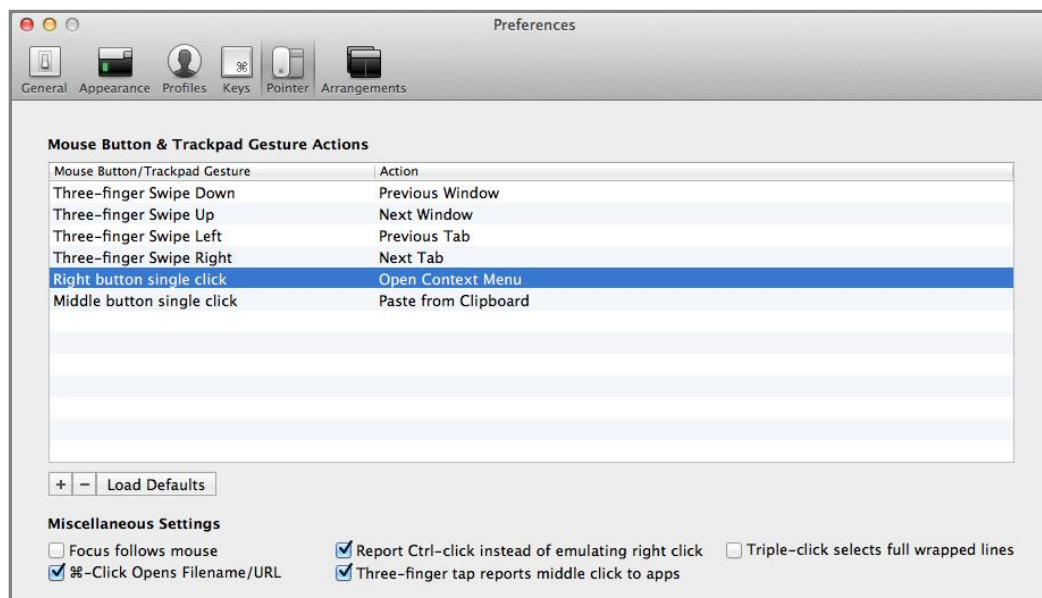 Preferences
General Appearance Profiles Keys Pointer Arrangements
Mouse Button & Trackpad Gesture Actions
Mouse Button/Trackpad Gesture Action
Three-finger Swipe Down Previous Window
Three-finger Swipe Up Next Window
Three-finger Swipe Left Previous Tab
Three-finger Swipe Right Next Tab
Right button single click Open Context Menu
Middle button single click Paste from Clipboard
+ − Load Defaults
Miscellaneous Settings
Focus follows mouse Report Ctrl-click instead of emulating right click Triple-click selects full wrapped lines
⌘-Click Opens Filename/URL Three-finger tap reports middle click to apps